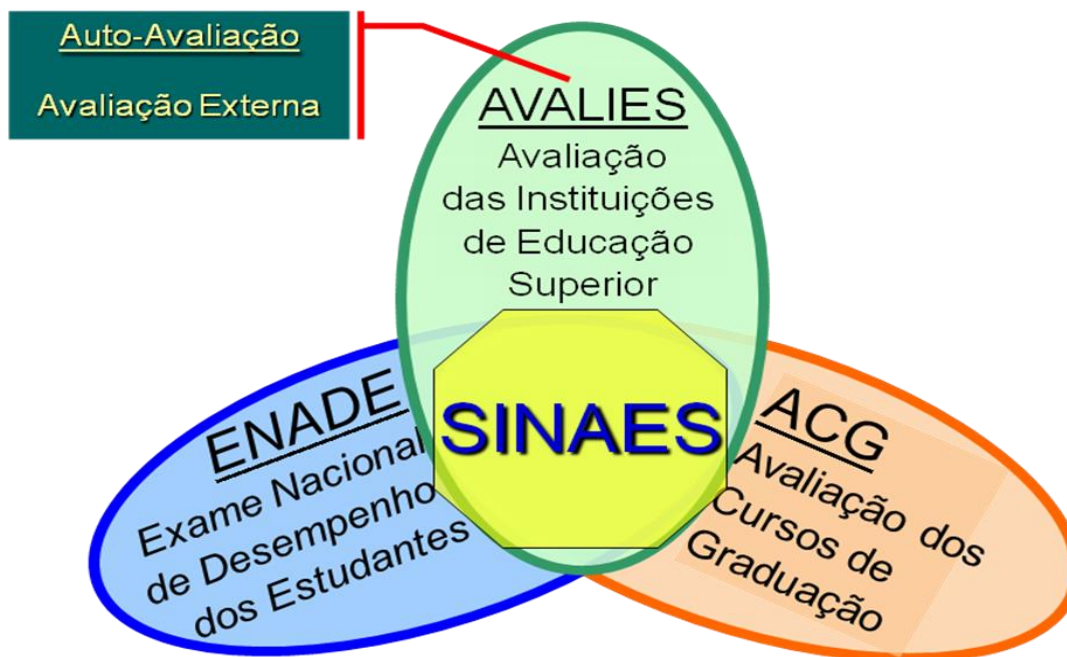 Auto-Avaliação
Avaliação Externa
AVALIES
Avaliação
das Instituições
de Educação
Superior
SINAES
ENADE
Exame Nacional
de Desempenho
dos Estudantes
ACG
Avaliação dos
Cursos de
Graduação